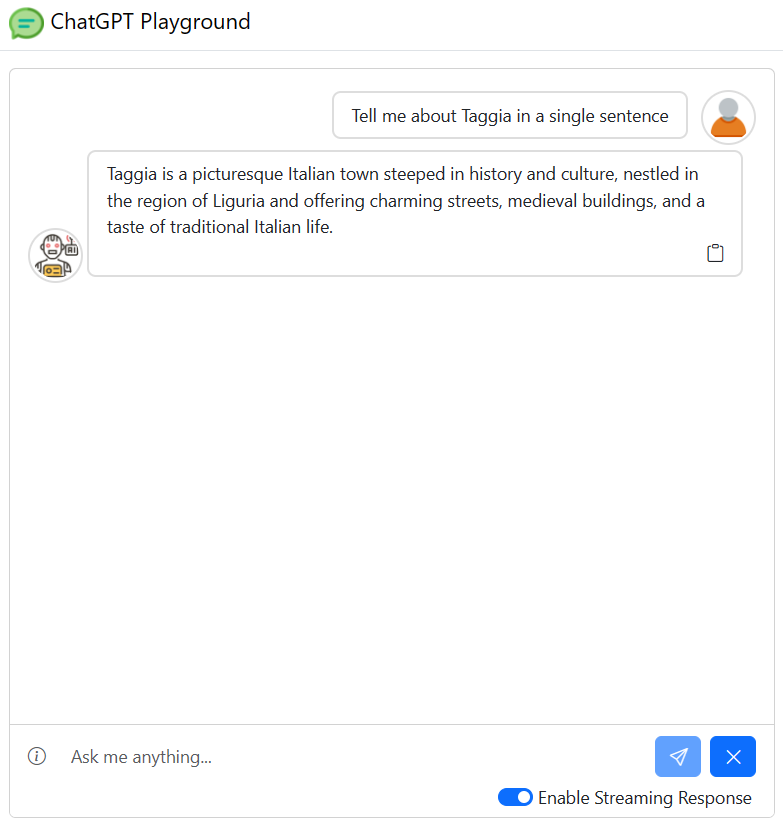 ChatGPT Playground
Tell me about Taggia in a single sentence
Taggia is a picturesque Italian town steeped in history and culture, nestled in
the region of Liguria and offering charming streets, medieval buildings, and a
taste of traditional Italian life.
AI
Ask me anything...
Enable Streaming Response